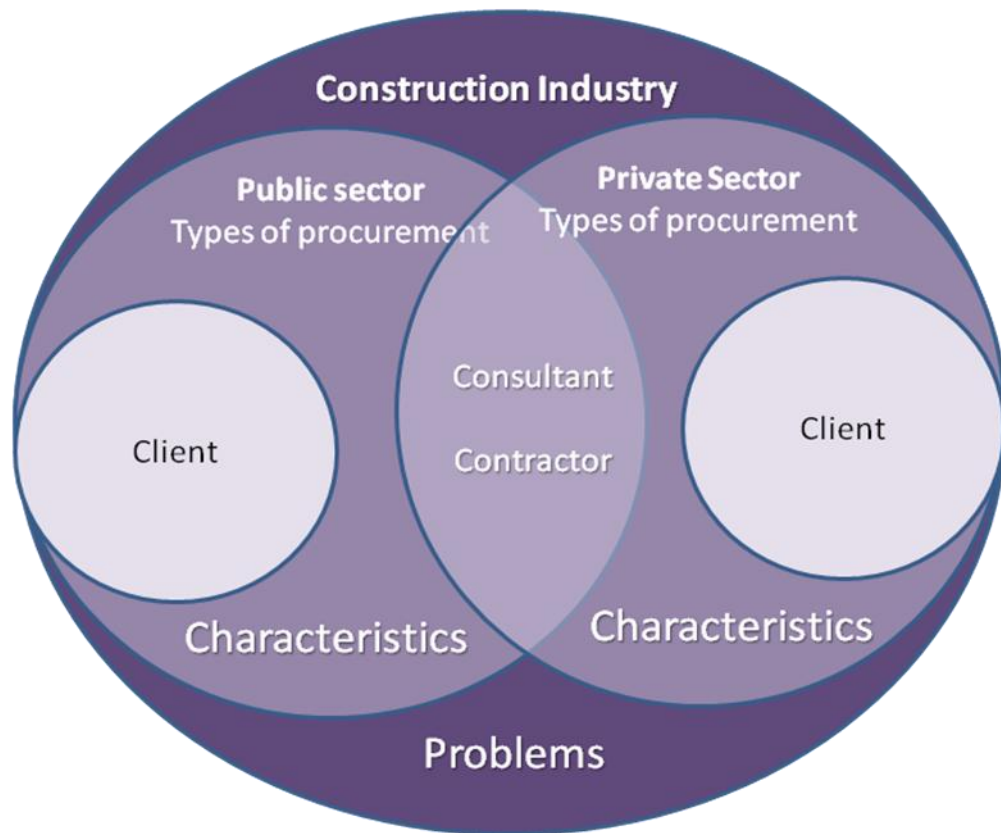 Construction Industry
Public sector
Types of procurement
Private Sector
Types of procurement
Client
Consultant
Contractor
Client
Characteristics
Characteristics
Problems